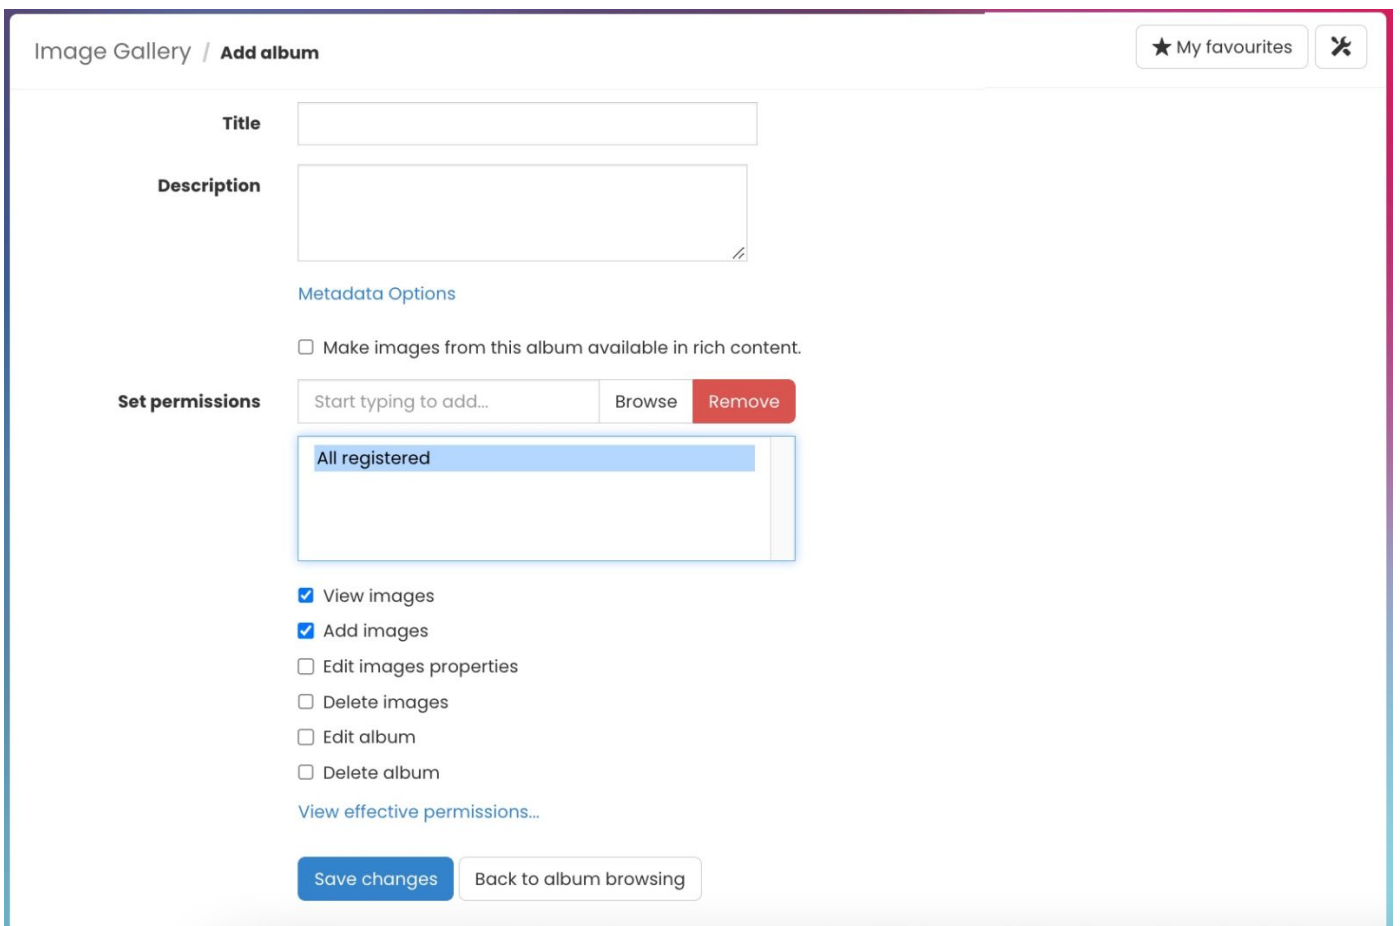 Image Gallery / Add album
★ My favourites
Title
Description
Metadata Options
Make images from this album available in rich content.
Set permissions
Start typing to add...
Browse
Remove
All registered
View images
Add images
Edit images properties
Delete images
Edit album
Delete album
View effective permissions...
Save changes
Back to album browsing